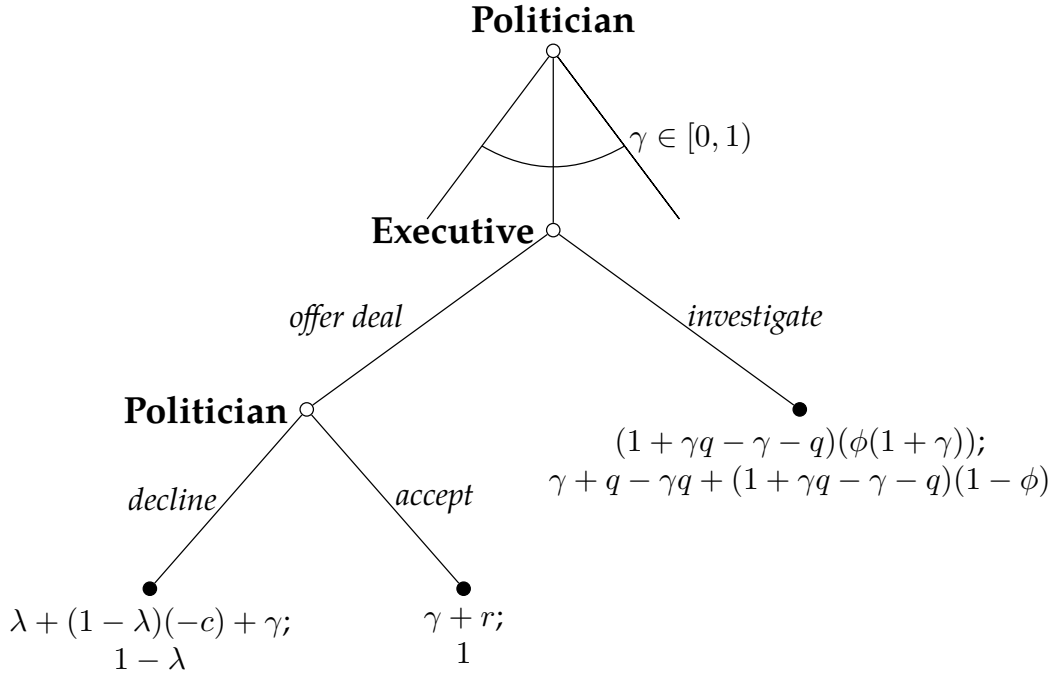 Politician
γ ∈ [0, 1)
Executive
offer deal
investigate
Politician
(1 + γq − γ − q)(ϕ(1 + γ));
γ + q − γq + (1 + γq − γ − q)(1 − ϕ)
decline
accept
λ + (1 − λ)(−c) + γ;
1 − λ
γ + r;
1